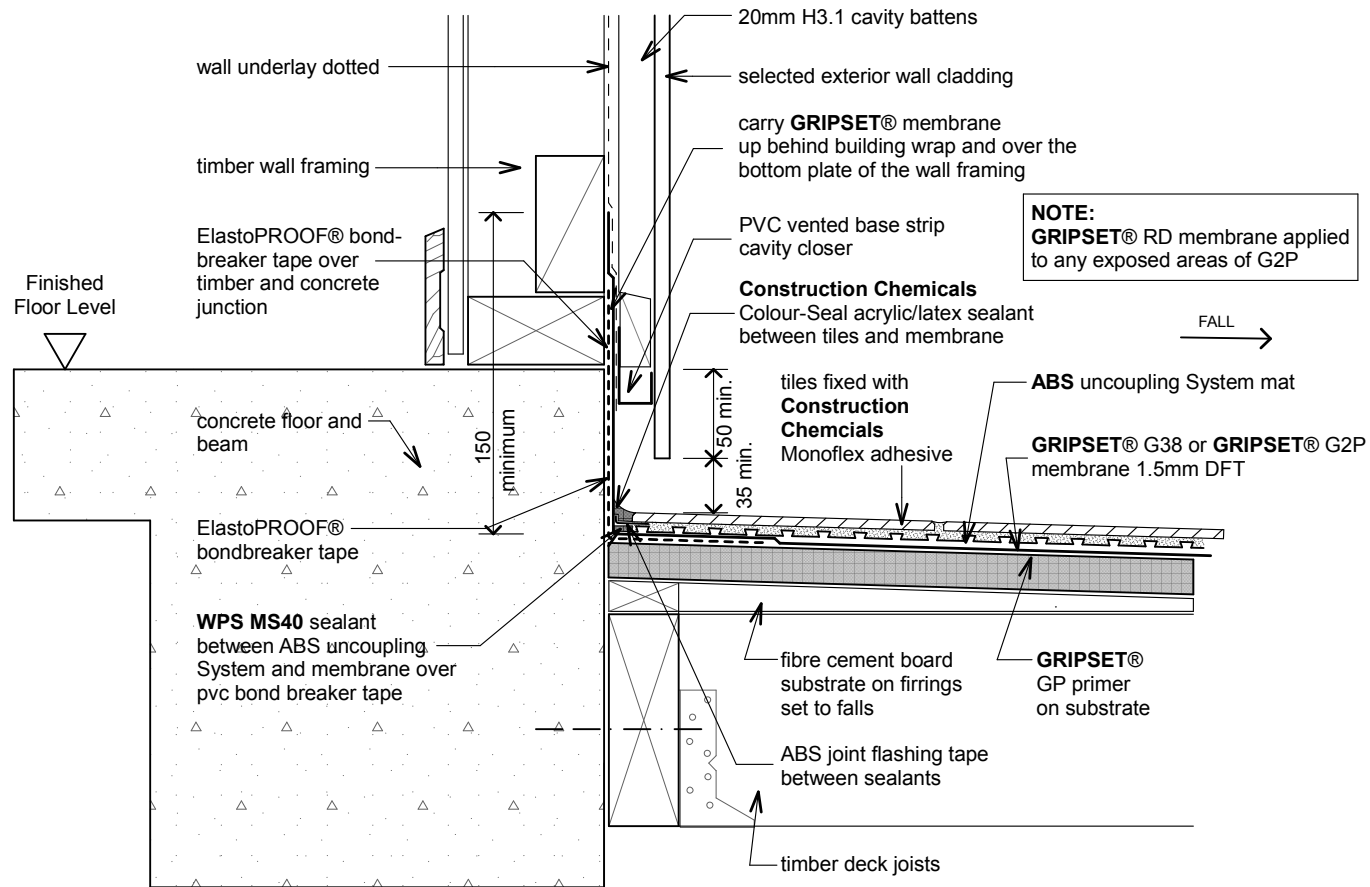 20mm H3.1 cavity battens
wall underlay dotted
selected exterior wall cladding
carry GRIPSET® membrane
up behind building wrap and over the
bottom plate of the wall framing
timber wall framing
NOTE:
GRIPSET® RD membrane applied
to any exposed areas of G2P
ElastoPROOF® bond-
breaker tape over
timber and concrete
junction
PVC vented base strip
cavity closer
Finished
Floor Level
Construction Chemicals
Colour-Seal acrylic/latex sealant
between tiles and membrane
FALL
tiles fixed with
Construction
Chemcials
Monoflex adhesive
ABS uncoupling System mat
concrete floor and
beam
150
minimum
50 min.
35 min.
GRIPSET® G38 or GRIPSET® G2P
membrane 1.5mm DFT
ElastoPROOF®
bondbreaker tape
WPS MS40 sealant
between ABS uncoupling
System and membrane over
pvc bond breaker tape
fibre cement board
substrate on firrings
set to falls
GRIPSET®
GP primer
on substrate
ABS joint flashing tape
between sealants
timber deck joists